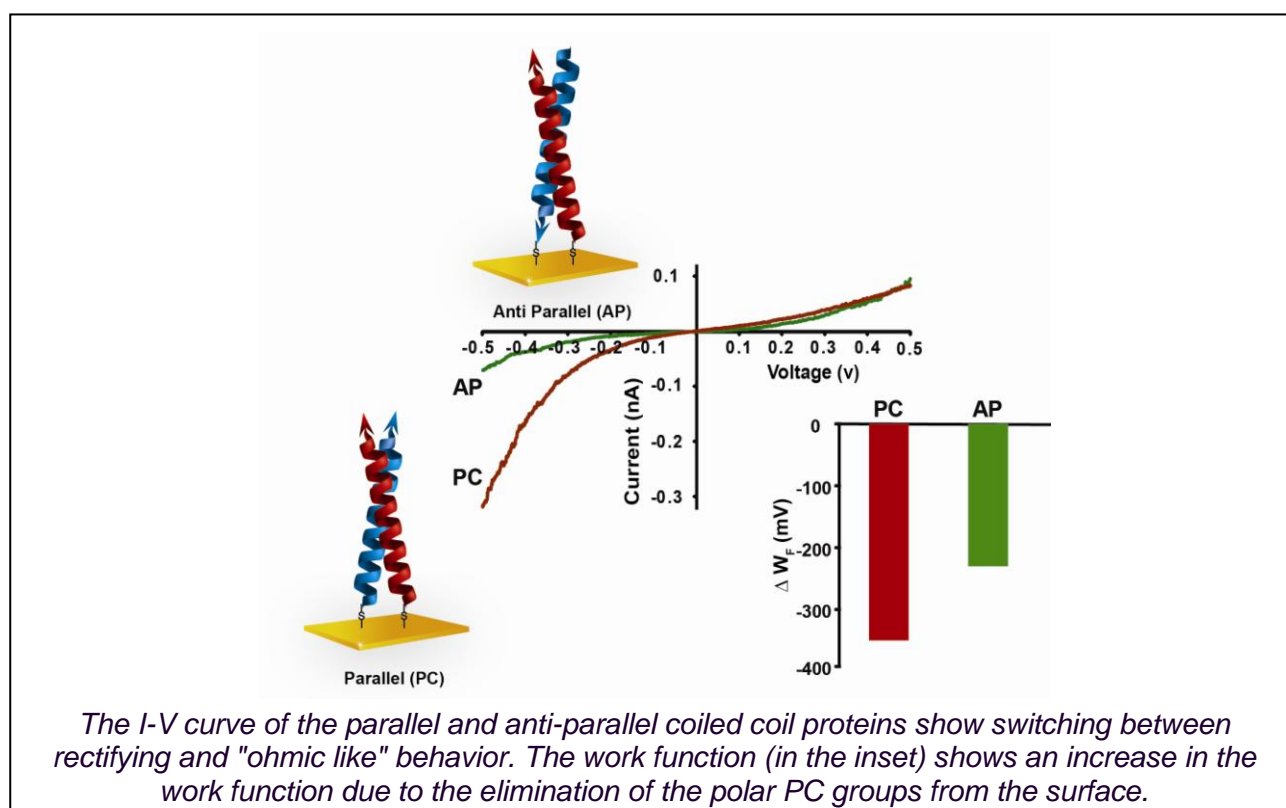 S
S
Anti Parallel (AP)
0.1
-0.5
-0.4
-0.3
-0.2
-0.1
0.1
0.2
0.3
0.4
0.5
Voltage (v)
AP
PC
Current (nA)
-0.1
-0.2
-0.3
PC
AP
0
-100
-200
-300
-400
Δ W_F (mV)
S
S
Parallel (PC)
The I-V curve of the parallel and anti-parallel coiled coil proteins show switching between
rectifying and "ohmic like" behavior. The work function (in the inset) shows an increase in the
work function due to the elimination of the polar PC groups from the surface.